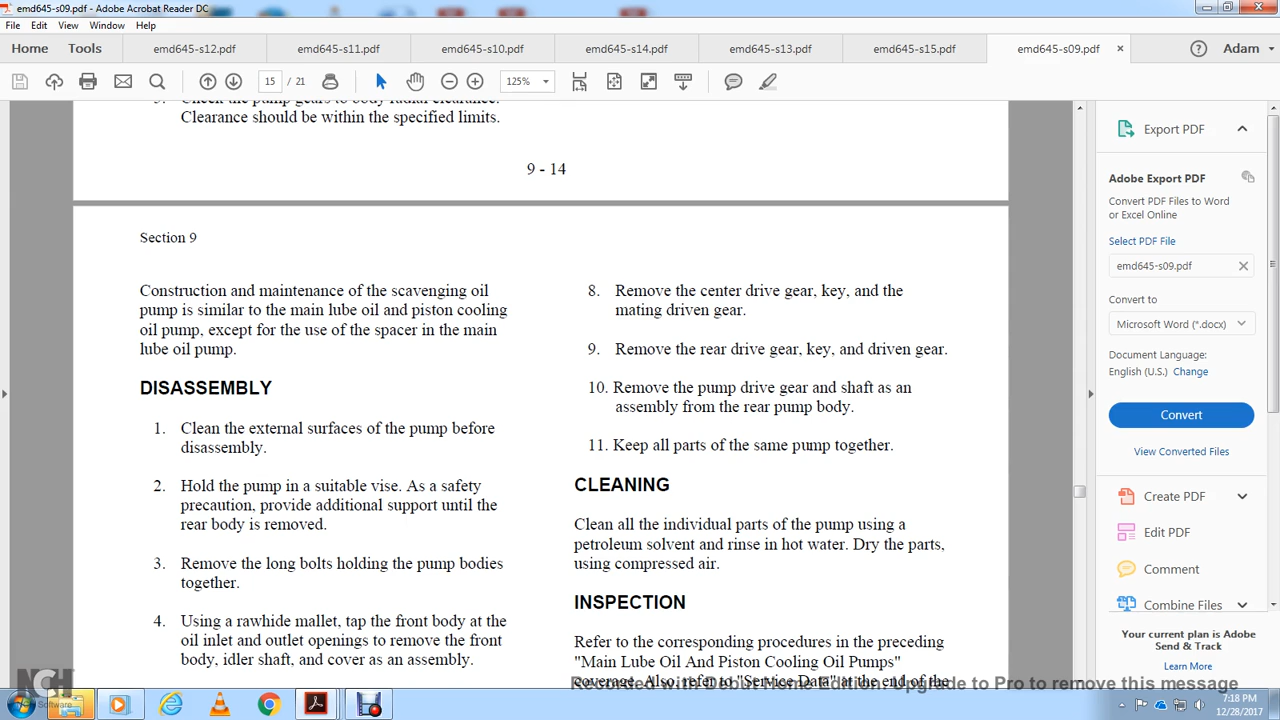 emd645-s09.pdf - Adobe Acrobat Reader DC
File Edit View Window Help
Home Tools emd645-s12.pdf emd645-s11.pdf emd645-s10.pdf emd645-s14.pdf emd645-s13.pdf emd645-s15.pdf emd645-s09.pdf × Adam
15 / 21 125%
5. Check the pump gears to body radial clearance.
Clearance should be within the specified limits.
9 - 14
Section 9
Construction and maintenance of the scavenging oil
pump is similar to the main lube oil and piston cooling
oil pump, except for the use of the spacer in the main
lube oil pump.
DISASSEMBLY
1. Clean the external surfaces of the pump before
disassembly.
2. Hold the pump in a suitable vise. As a safety
precaution, provide additional support until the
rear body is removed.
3. Remove the long bolts holding the pump bodies
together.
4. Using a rawhide mallet, tap the front body at the
oil inlet and outlet openings to remove the front
body, idler shaft, and cover as an assembly.
8. Remove the center drive gear, key, and the
mating driven gear.
9. Remove the rear drive gear, key, and driven gear.
10. Remove the pump drive gear and shaft as an
assembly from the rear pump body.
11. Keep all parts of the same pump together.
CLEANING
Clean all the individual parts of the pump using a
petroleum solvent and rinse in hot water. Dry the parts,
using compressed air.
INSPECTION
Refer to the corresponding procedures in the preceding
"Main Lube Oil And Piston Cooling Oil Pumps"
coverage. Also, refer to "Service Data" at the end of the
Export PDF
Adobe Export PDF
Convert PDF Files to Word
or Excel Online
Select PDF File
emd645-s09.pdf
Convert to
Microsoft Word (*.docx)
Document Language:
English (U.S.) Change
Convert
View Converted Files
Create PDF
Edit PDF
Comment
Combine Files
Your current plan is Adobe
Send & Track
Learn More
NCH
Software
to Pro to remove this message
7:18 PM
12/28/2017